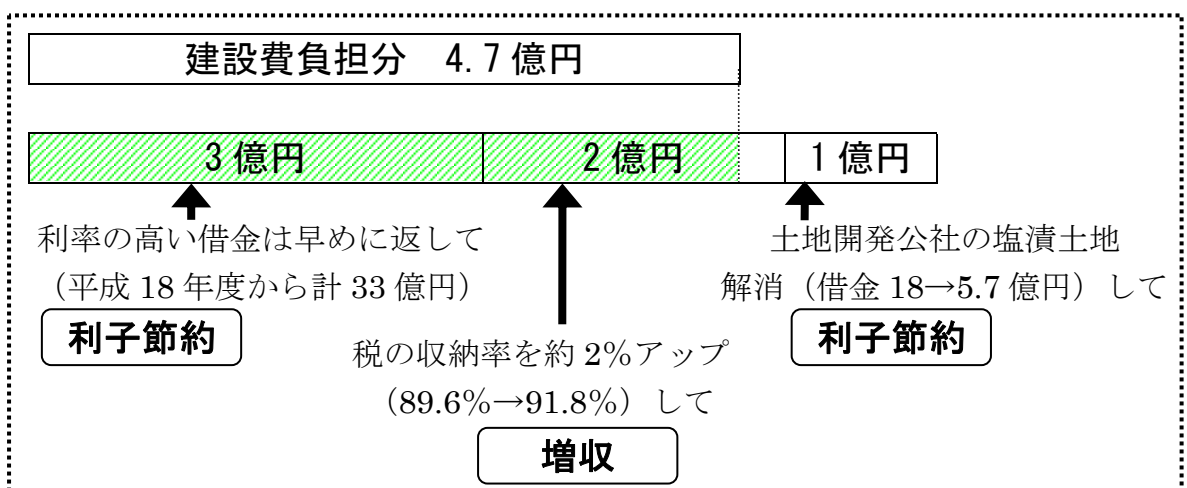 建設費負担分　4.7億円
3億円
2億円
1億円
利率の高い借金は早めに返して
（平成 18 年度から計 33 億円）
利子節約
税の収納率を約 2％アップ
（89.6％→91.8％）して
増収
土地開発公社の塩漬土地
解消（借金 18→5.7 億円）して
利子節約